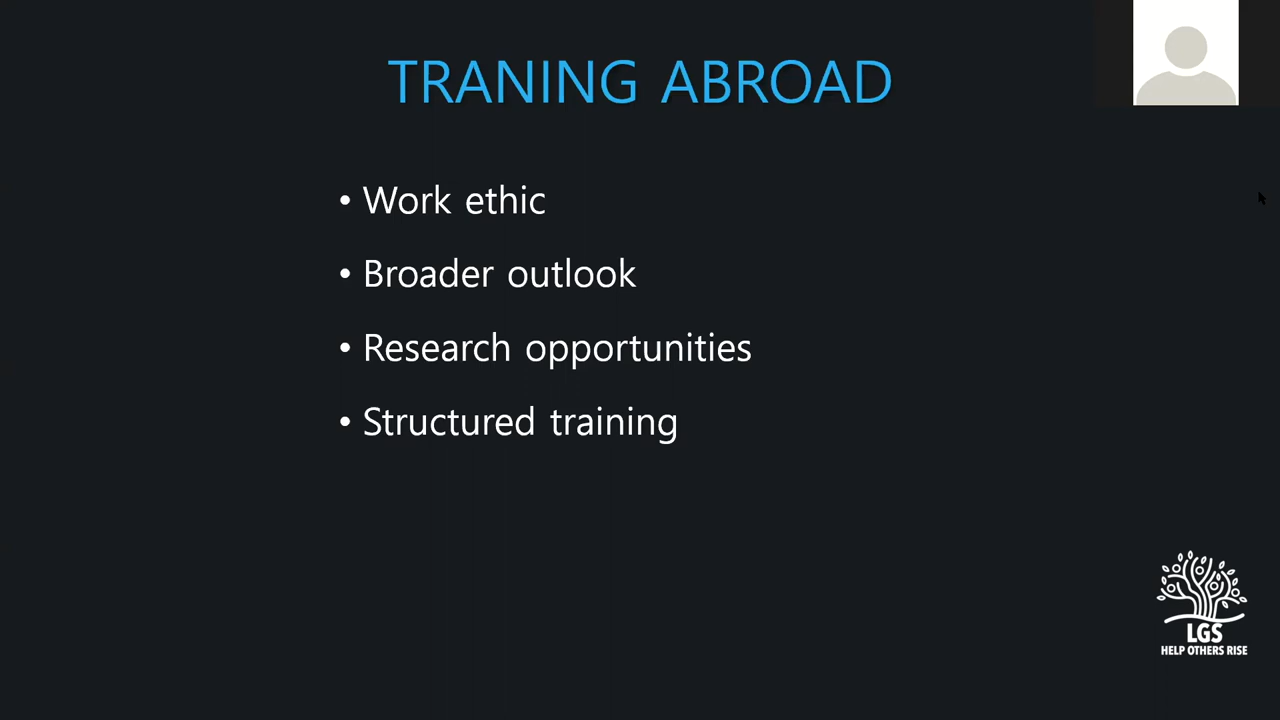 TRANING ABROAD
• Work ethic
• Broader outlook
• Research opportunities
• Structured training
LGS
HELP OTHERS RISE